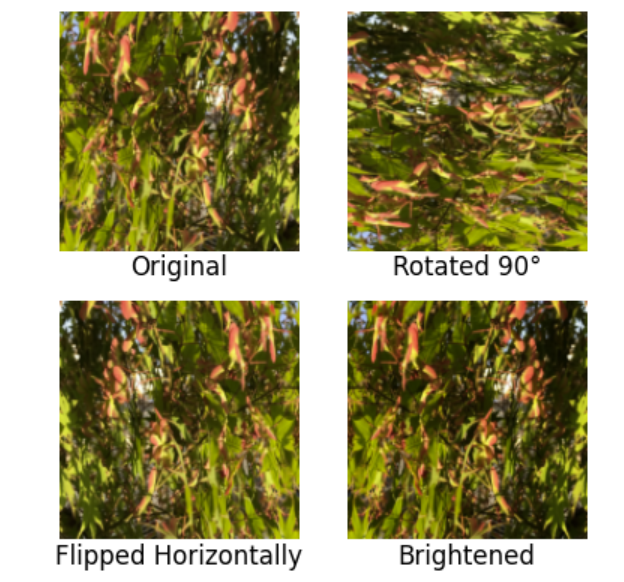 Original
Rotated 90°
Flipped Horizontally
Brightened